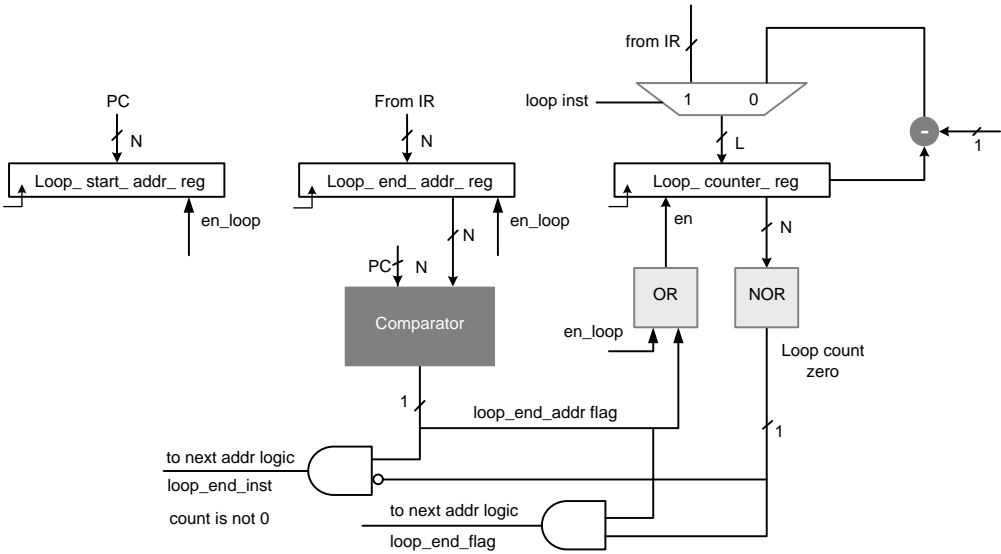 from IR
loop inst
1 0
L
-
1
PC
N
From IR
N
Loop_ start_ addr_ reg
Loop_ end_ addr_ reg
Loop_ counter_ reg
en_loop
N
en_loop
en
N
PC
N
OR
NOR
Comparator
en_loop
Loop count
zero
1
loop_end_addr flag
1
to next addr logic
loop_end_inst
count is not 0
to next addr logic
loop_end_flag